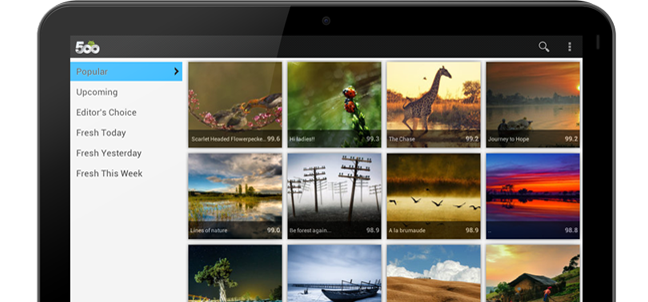 500
Popular
Upcoming
Editor's Choice
Fresh Today
Fresh Yesterday
Fresh This Week
Scarlet Headed Flowerpecke.. 99.6
Hi ladies!! 99.3
The Chase 99.2
Journey to Hope 99.2
Lines of nature 99.0
Be forest again... 98.9
A la brumaude 98.9
98.8